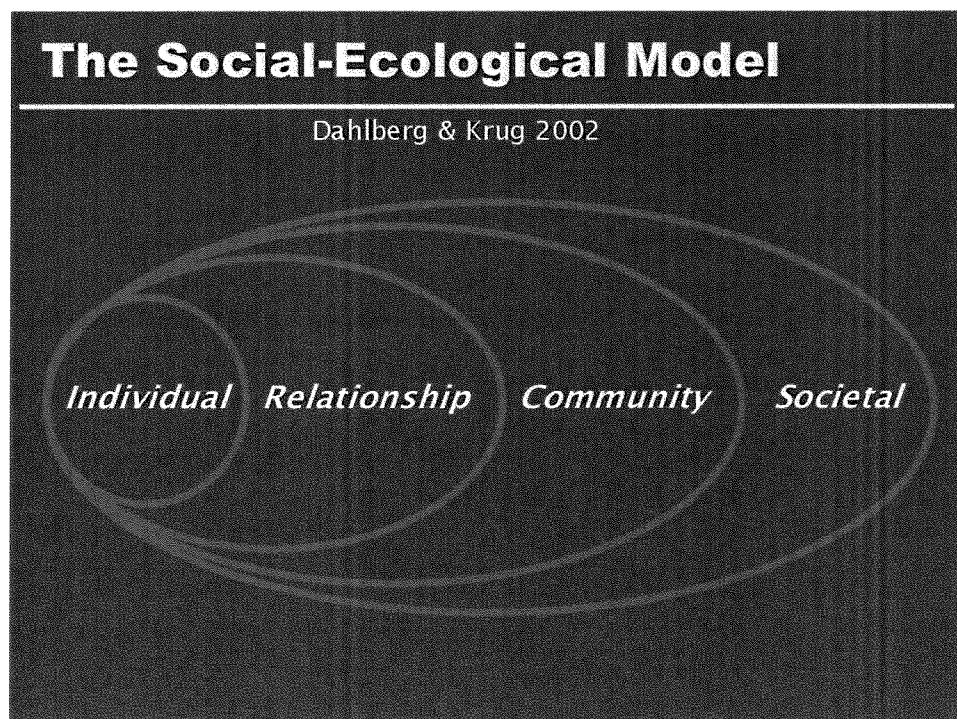 The Social-Ecological Model
Dahlberg & Krug 2002
Individual Relationship Community Societal